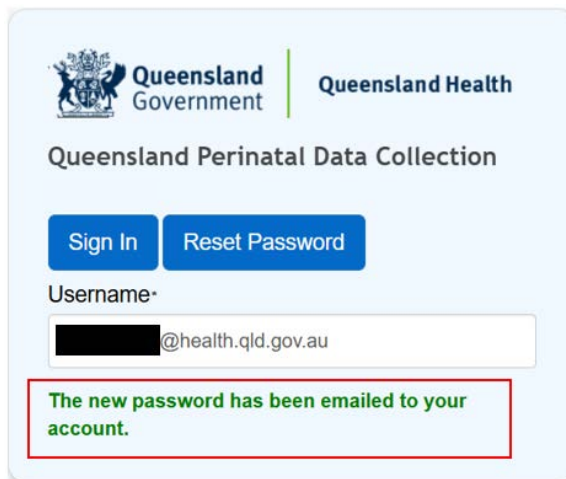 Queensland
Government
Queensland Health
Queensland Perinatal Data Collection
Sign In
Reset Password
Username*
@health.qld.gov.au
The new password has been emailed to your
account.